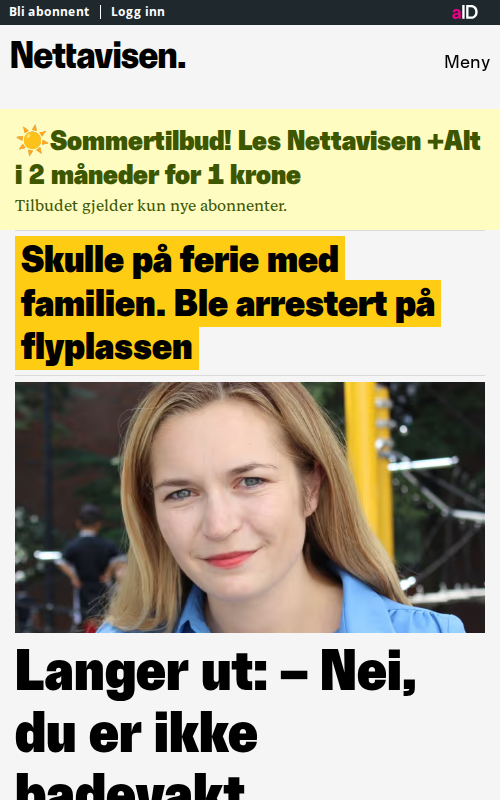 Bli abonnent | Logg inn
aID
Nettavisen.
Meny
☀️Sommertilbud! Les Nettavisen +Alt
i 2 måneder for 1 krone
Tilbudet gjelder kun nye abonnenter.
Skulle på ferie med
familien. Ble arrestert på
flyplassen
Langer ut: – Nei,
du er ikke
badevakt